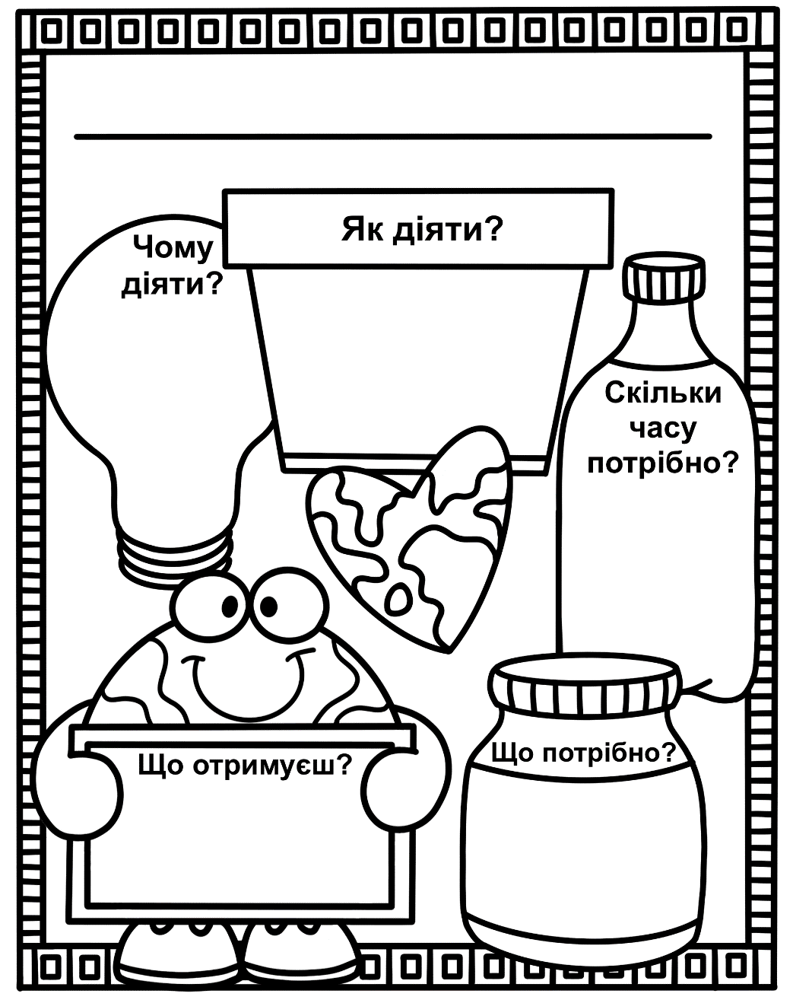 Як діяти?
Чому
діяти?
Скільки
часу
потрібно?
Що потрібно?
Що отримуєш?